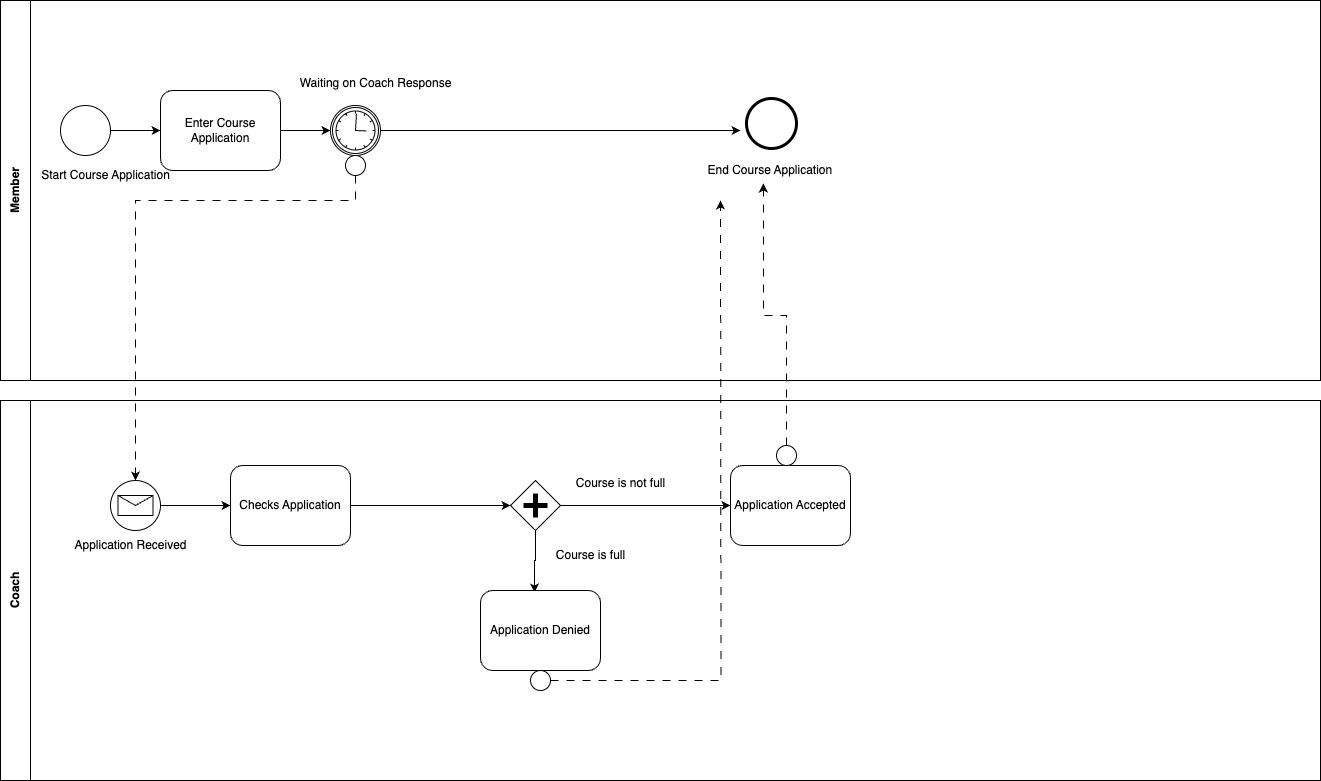 Member
Waiting on Coach Response
Enter Course
Application
Start Course Application
End Course Application
Coach
Course is not full
Checks Application
Application Accepted
Application Received
Course is full
Application Denied